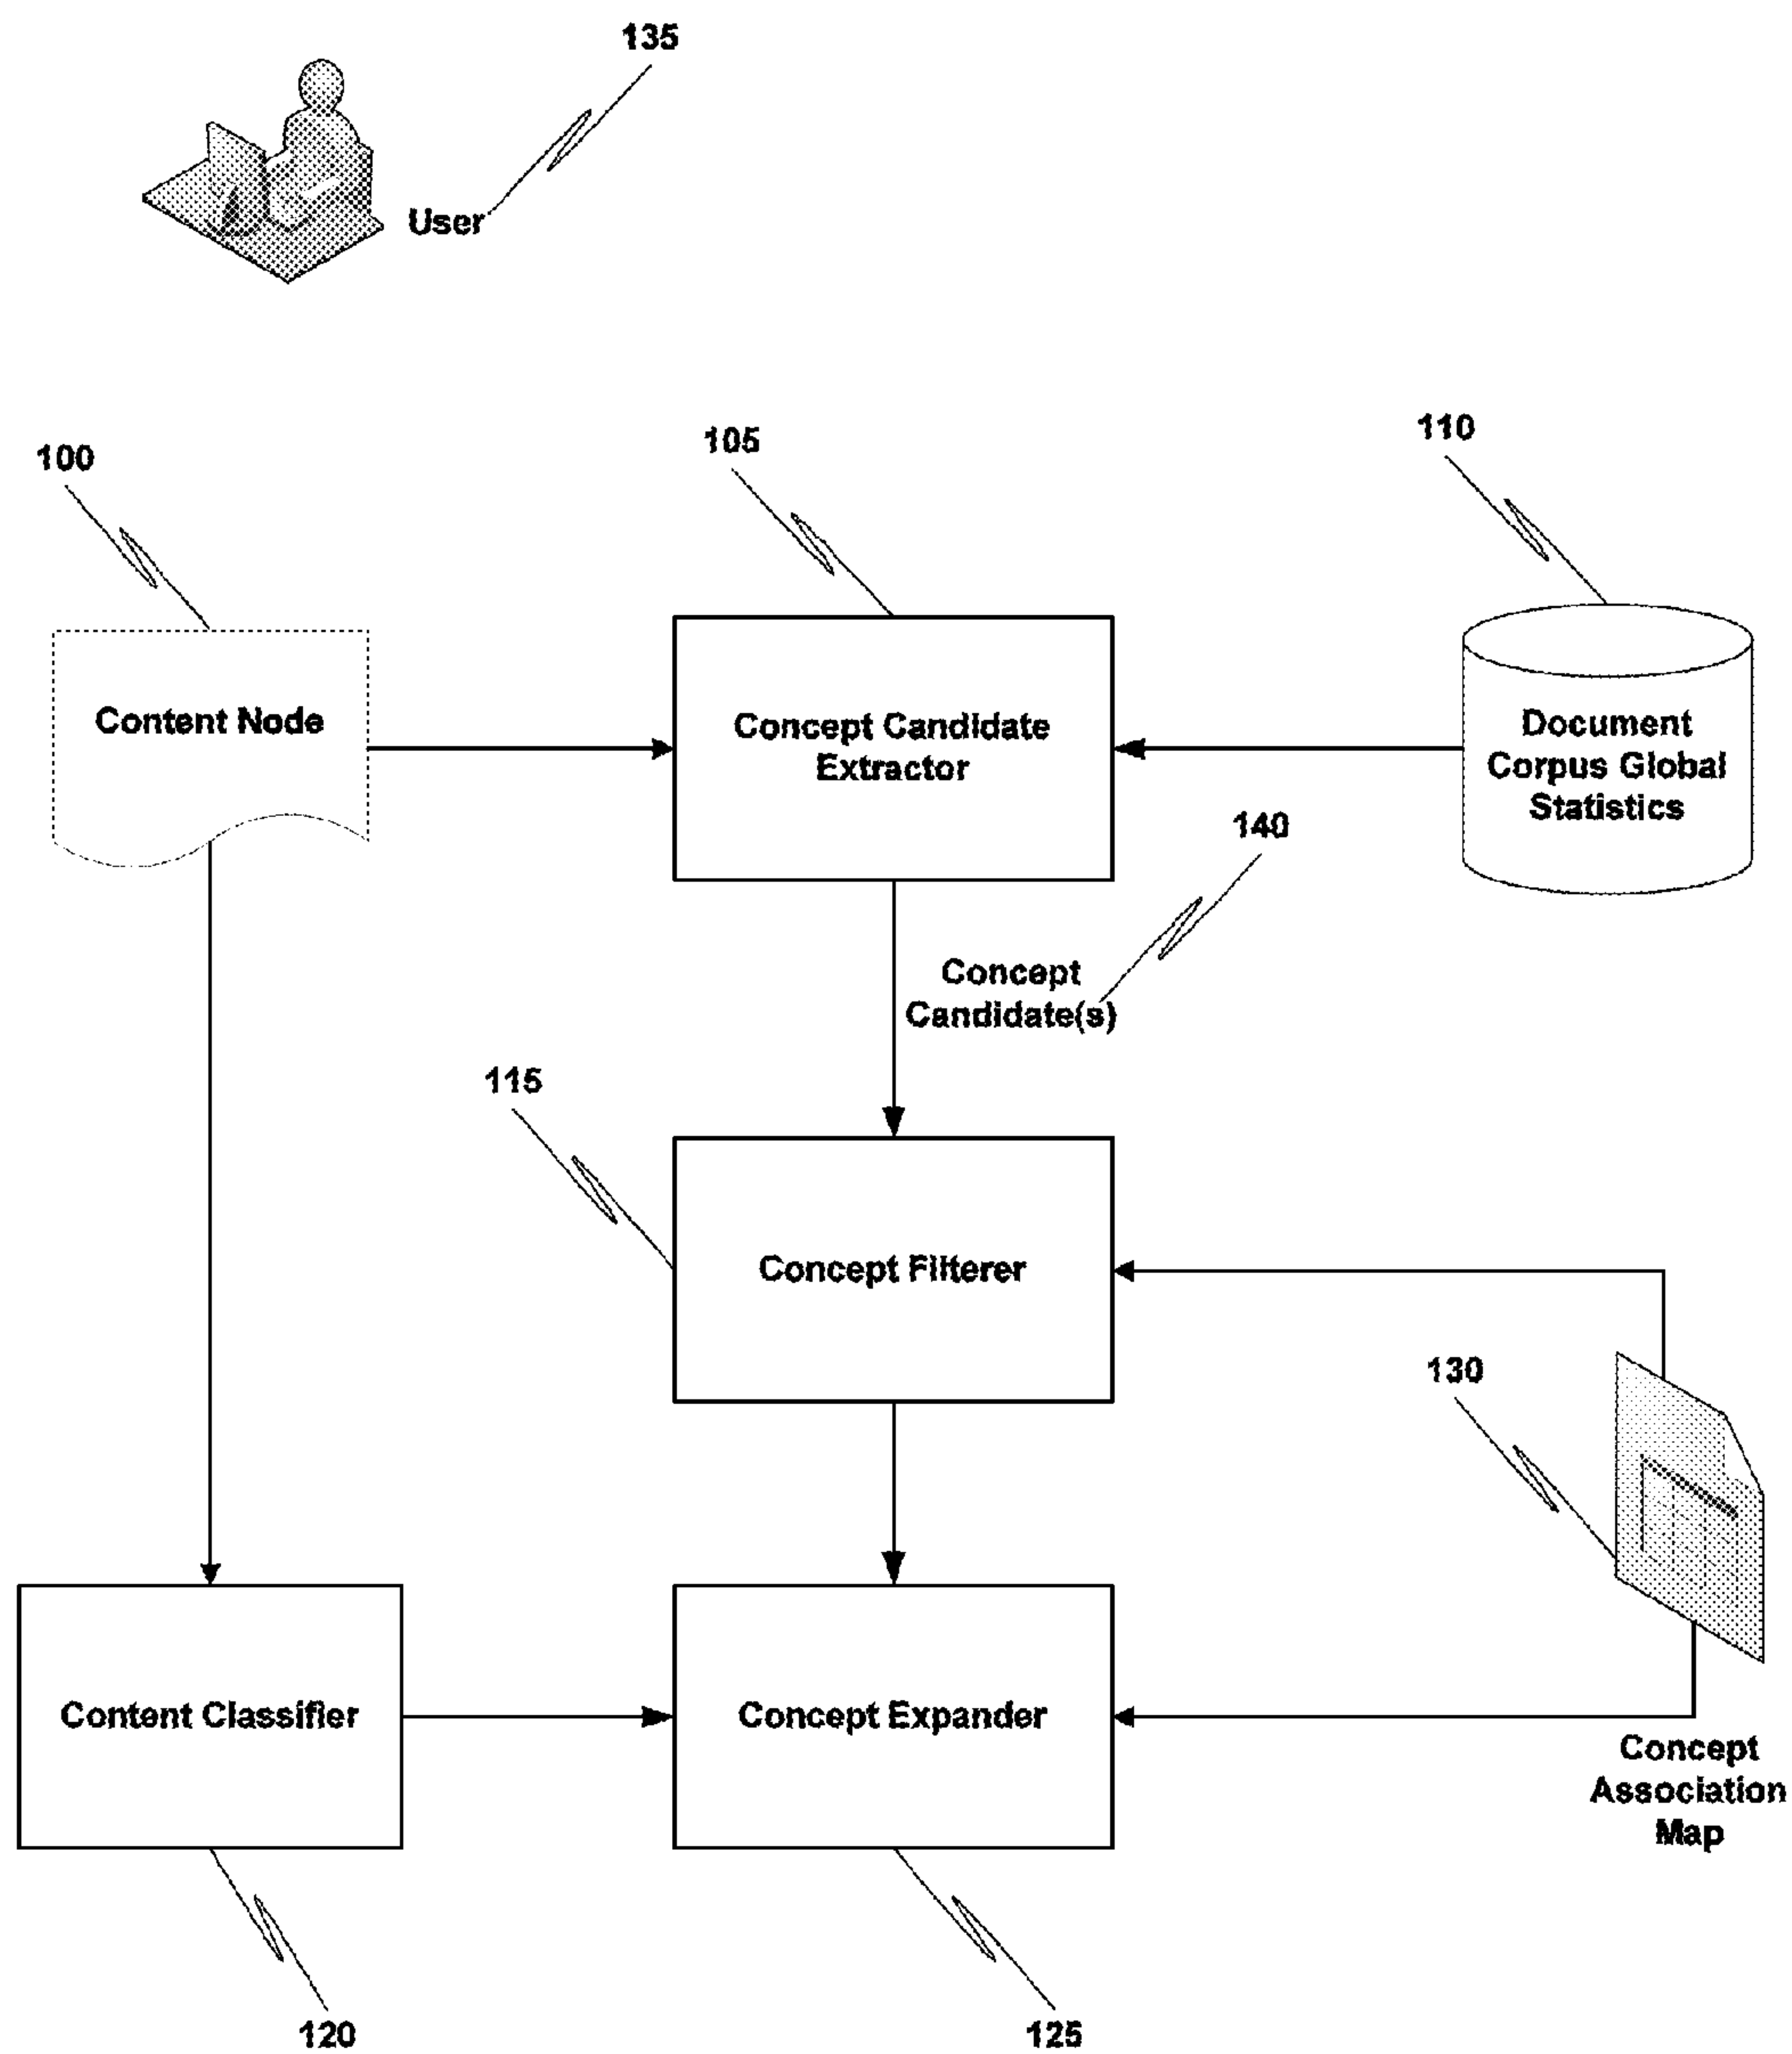 135
User
100
105
110
Content Node
Concept Candidate
Extractor
Document
Corpus Global
Statistics
140
Concept
Candidate(s)
115
Concept Filterer
130
Content Classifier
Concept Expander
Concept
Association
Map
120
125